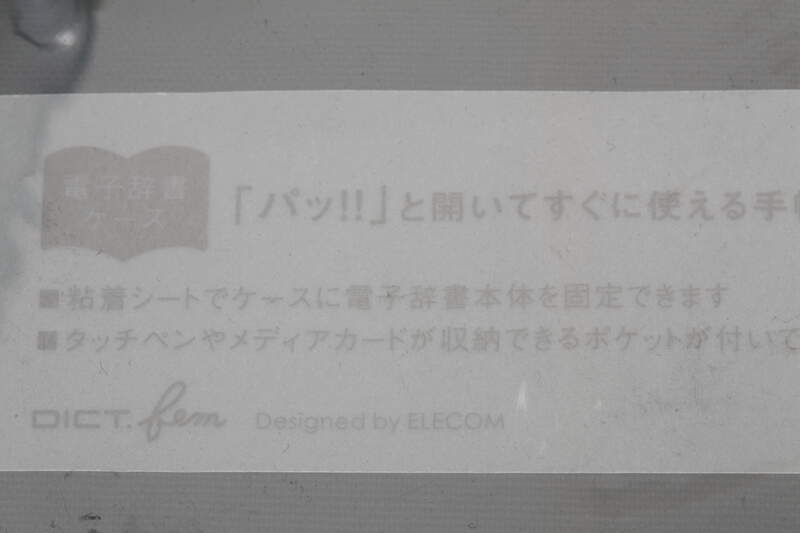 電子辞書
ケース
「パッ!!」と開いてすぐに使える手
■粘着シートでケースに電子辞書本体を固定できます
■タッチペンやメディアカードが収納できるポケットが付いて
DICT. fem Designed by ELECOM